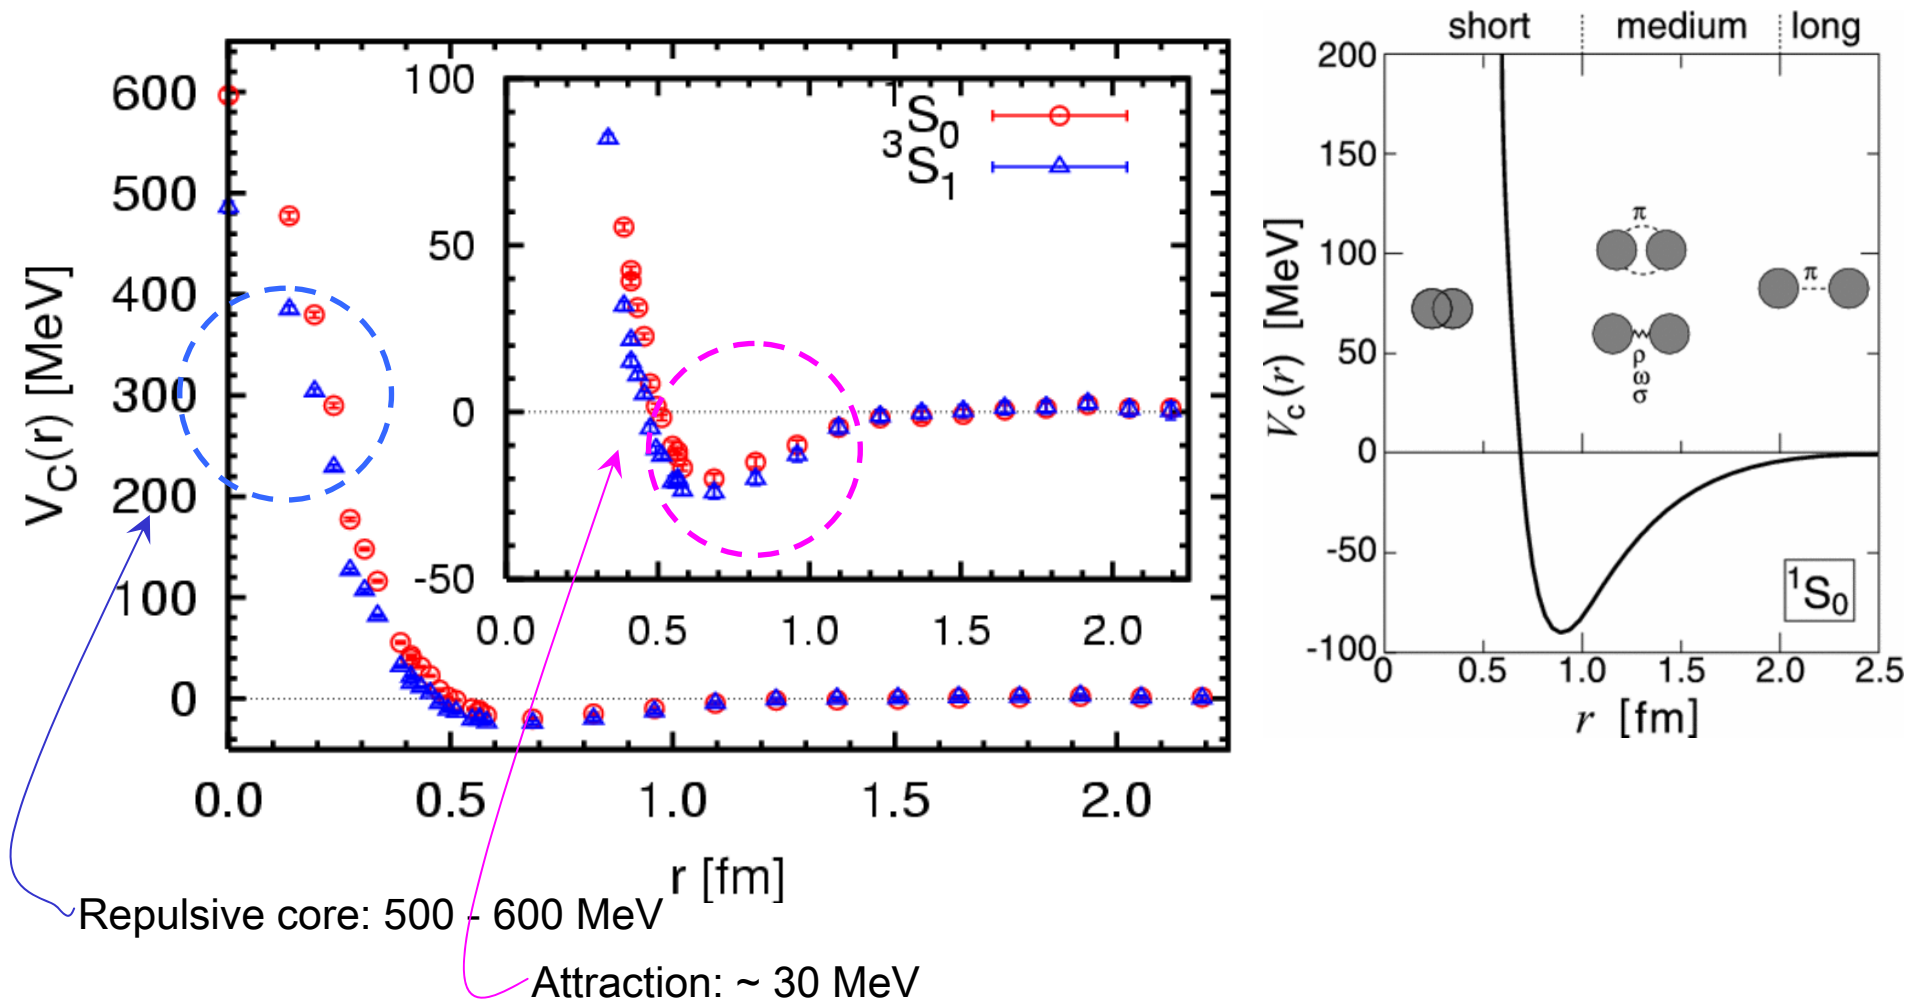 600
500
400
300
200
100
0
V_C(r) [MeV]
0.0 0.5 1.0 1.5 2.0
r [fm]
100
50
0
-50
0.0 0.5 1.0 1.5 2.0
¹S₀
³S₁
Repulsive core: 500 - 600 MeV
Attraction: ~ 30 MeV
short medium long
200
150
100
50
0
-50
-100
V_c(r) [MeV]
π
π
ρ
ω
σ
¹S₀
0 0.5 1.0 1.5 2.0 2.5
r [fm]